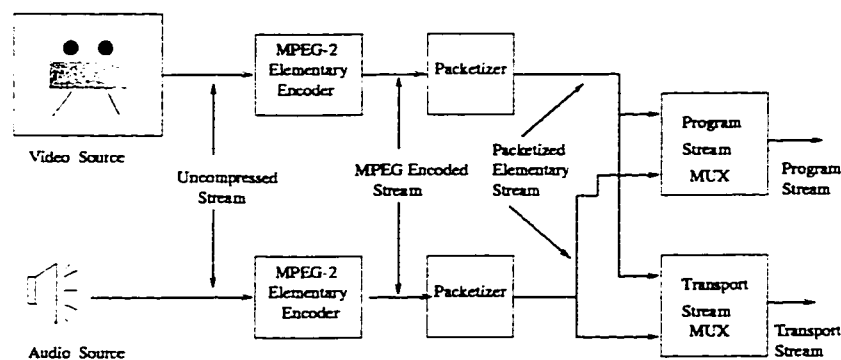 MPEG-2
Elementary
Encoder
Packetizer
Video Source
Uncompressed
Stream
MPEG Encoded
Stream
Packetized
Elementary
Stream
Program
Stream
MUX
Program
Stream
MPEG-2
Elementary
Encoder
Packetizer
Transport
Stream
MUX
Transport
Stream
Audio Source